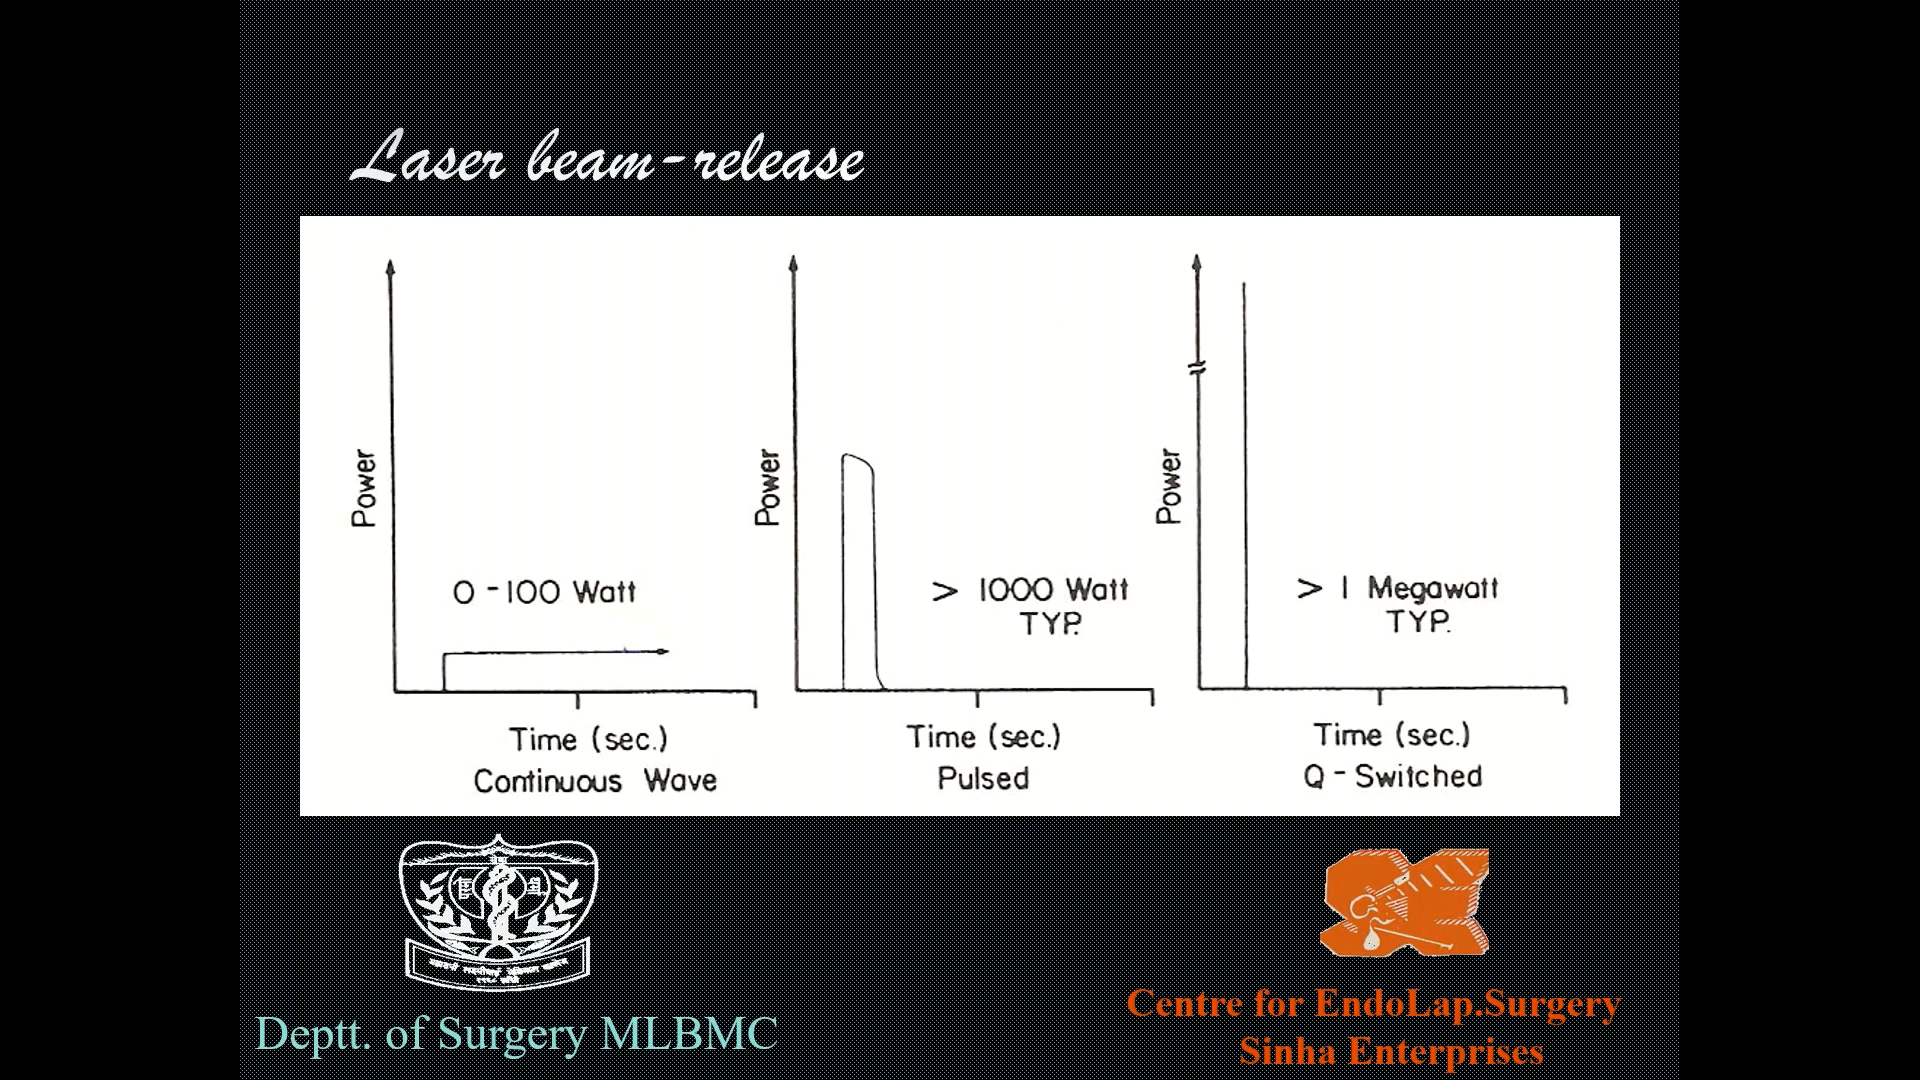 Laser beam-release
Power
0-100 Watt
Time (sec.)
Continuous Wave
Power
> 1000 Watt
TYP.
Time (sec.)
Pulsed
Power
> 1 Megawatt
TYP.
Time (sec.)
Q-Switched
Deptt. of Surgery MLBMC
Centre for EndoLap.Surgery
Sinha Enterprises